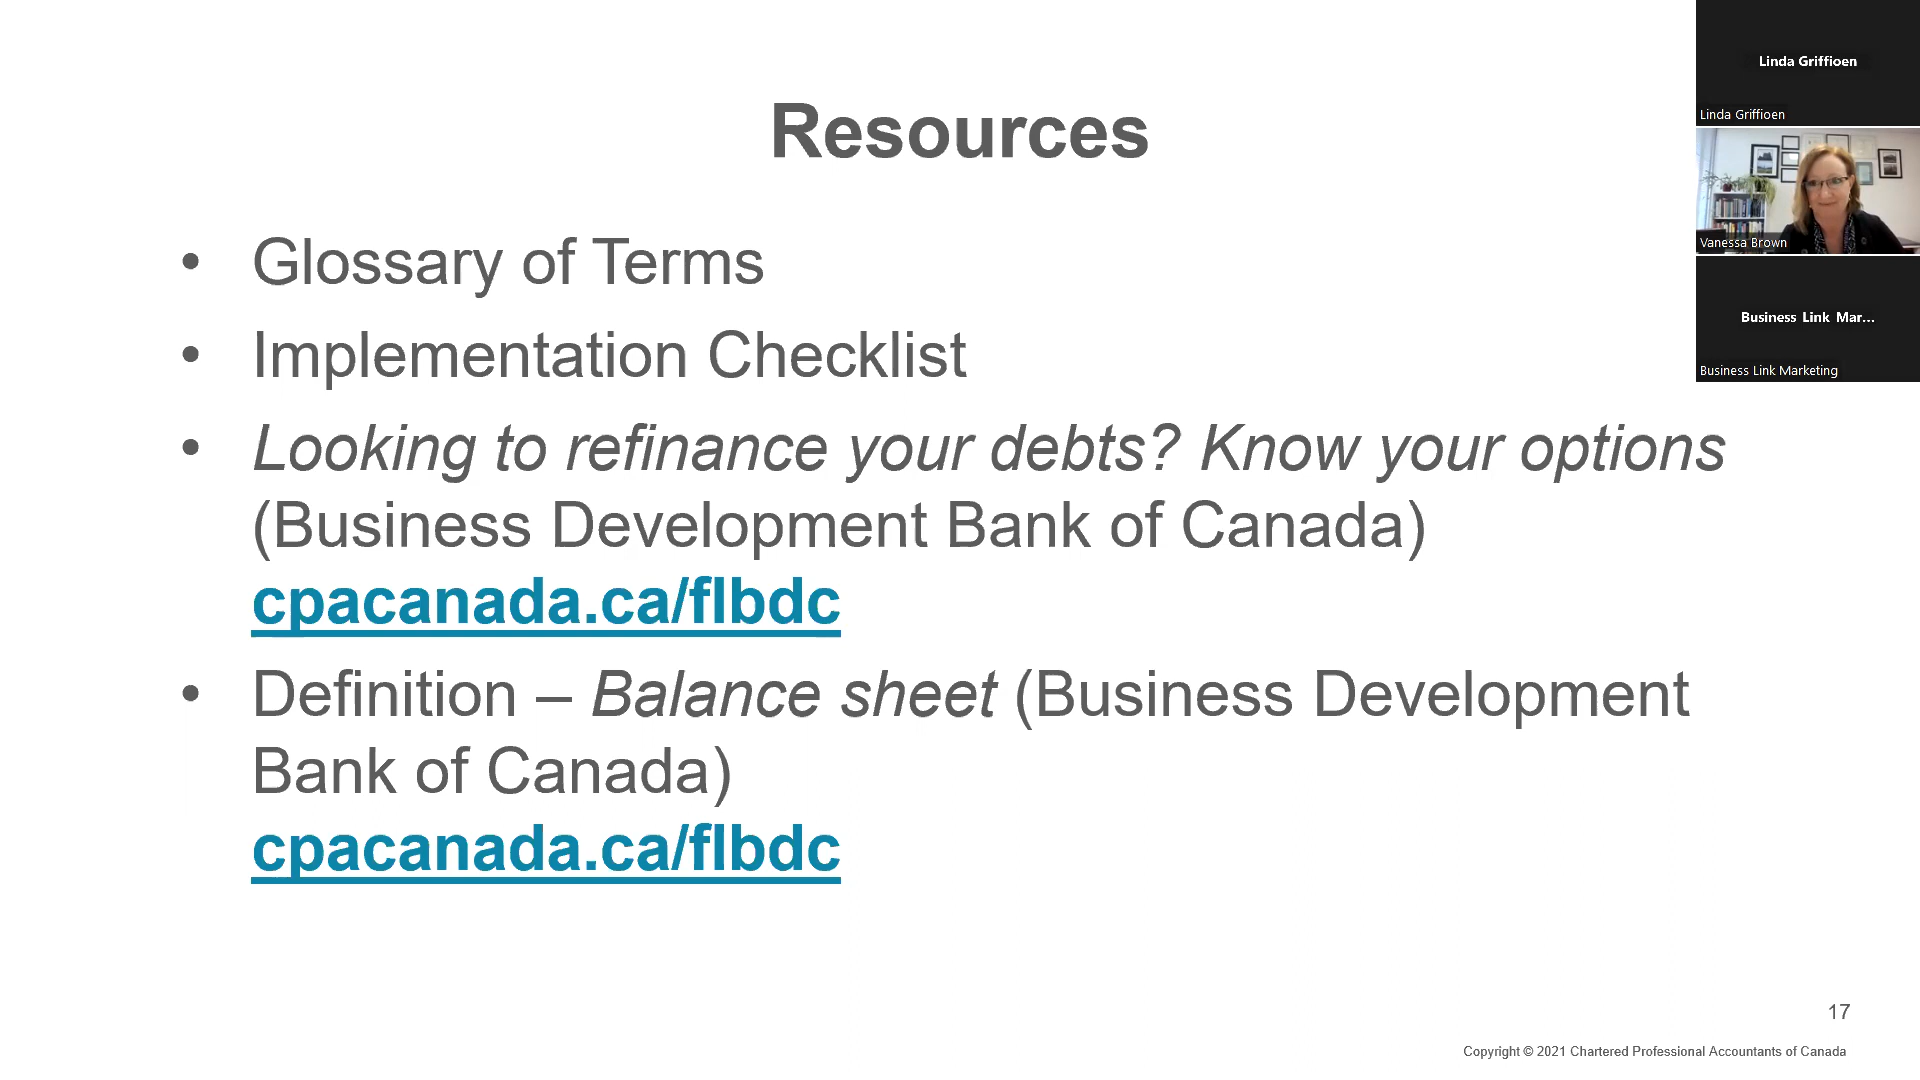 Resources
• Glossary of Terms
• Implementation Checklist
• Looking to refinance your debts? Know your options
(Business Development Bank of Canada)
cpacanada.ca/flbdc
• Definition – Balance sheet (Business Development
Bank of Canada)
cpacanada.ca/flbdc
17
Copyright © 2021 Chartered Professional Accountants of Canada
Linda Griffioen
Linda Griffioen
Vanessa Brown
Business Link Mar...
Business Link Marketing